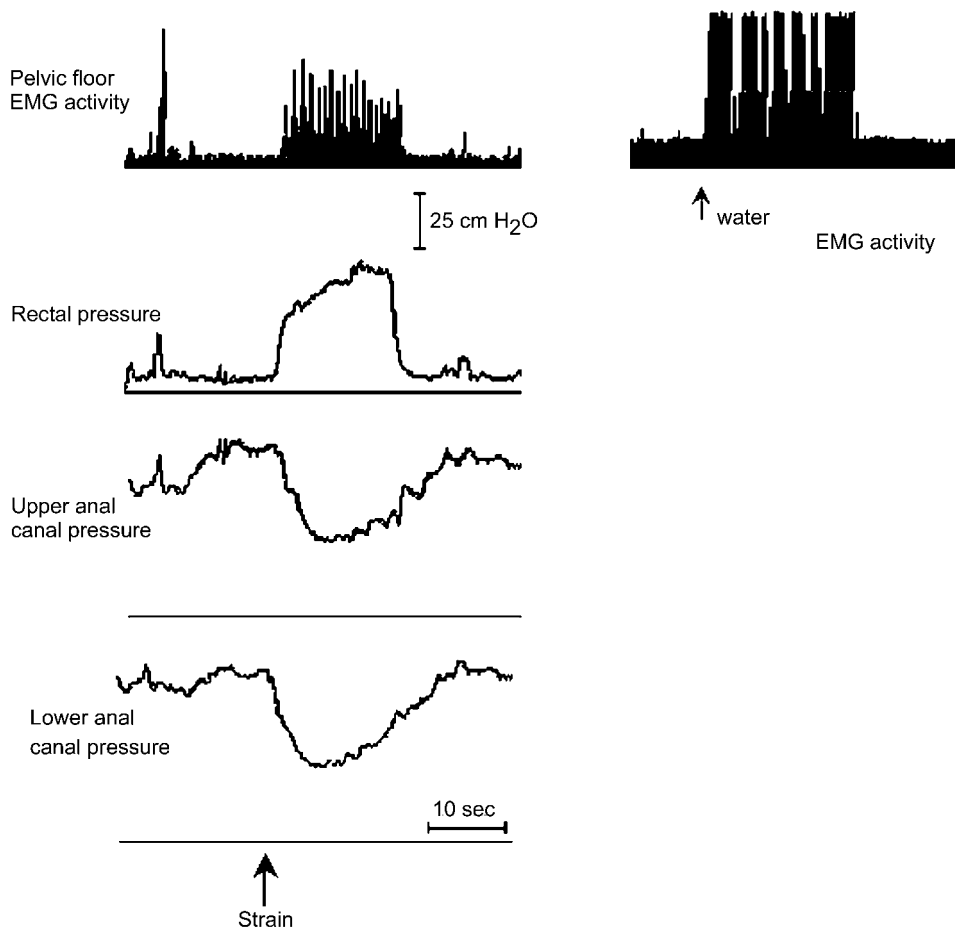 Pelvic floor
EMG activity
25 cm H2O
water
EMG activity
Rectal pressure
Upper anal
canal pressure
Lower anal
canal pressure
10 sec
Strain